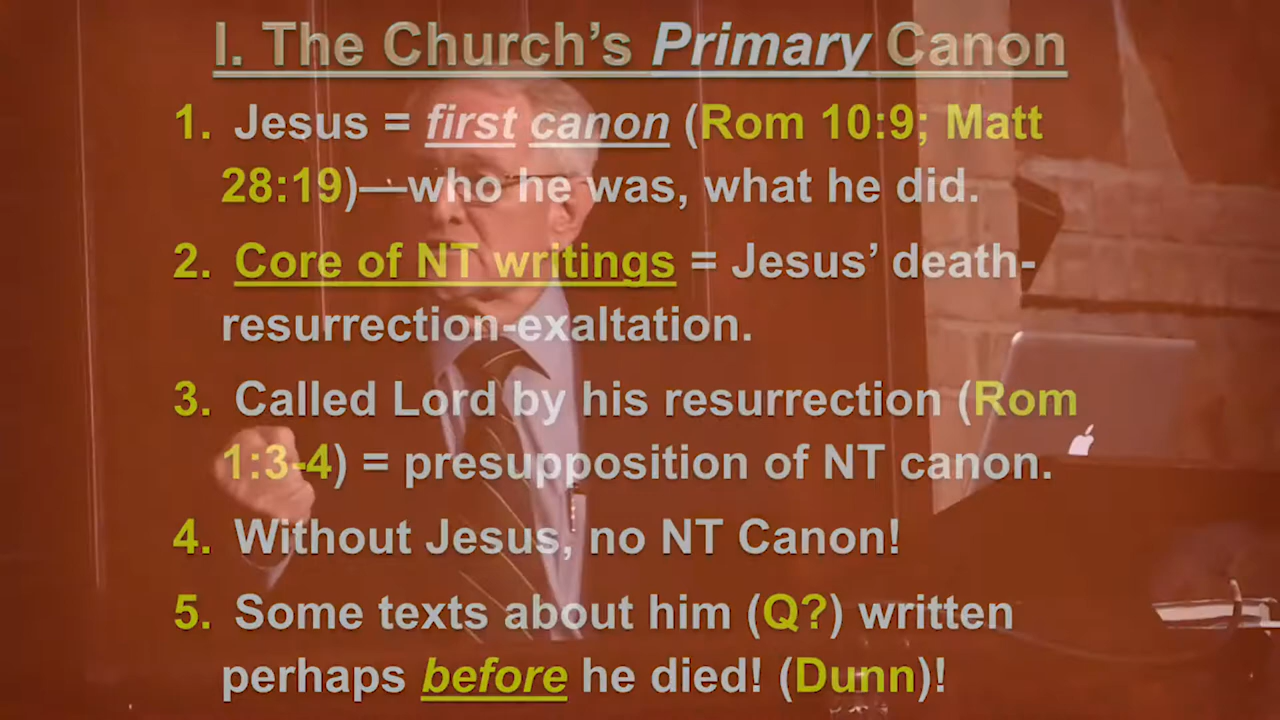 I. The Church’s Primary Canon
1. Jesus = first canon (Rom 10:9; Matt
28:19)—who he was, what he did.
2. Core of NT writings = Jesus’ death-
resurrection-exaltation.
3. Called Lord by his resurrection (Rom
1:3-4) = presupposition of NT canon.
4. Without Jesus, no NT Canon!
5. Some texts about him (Q?) written
perhaps before he died! (Dunn)!